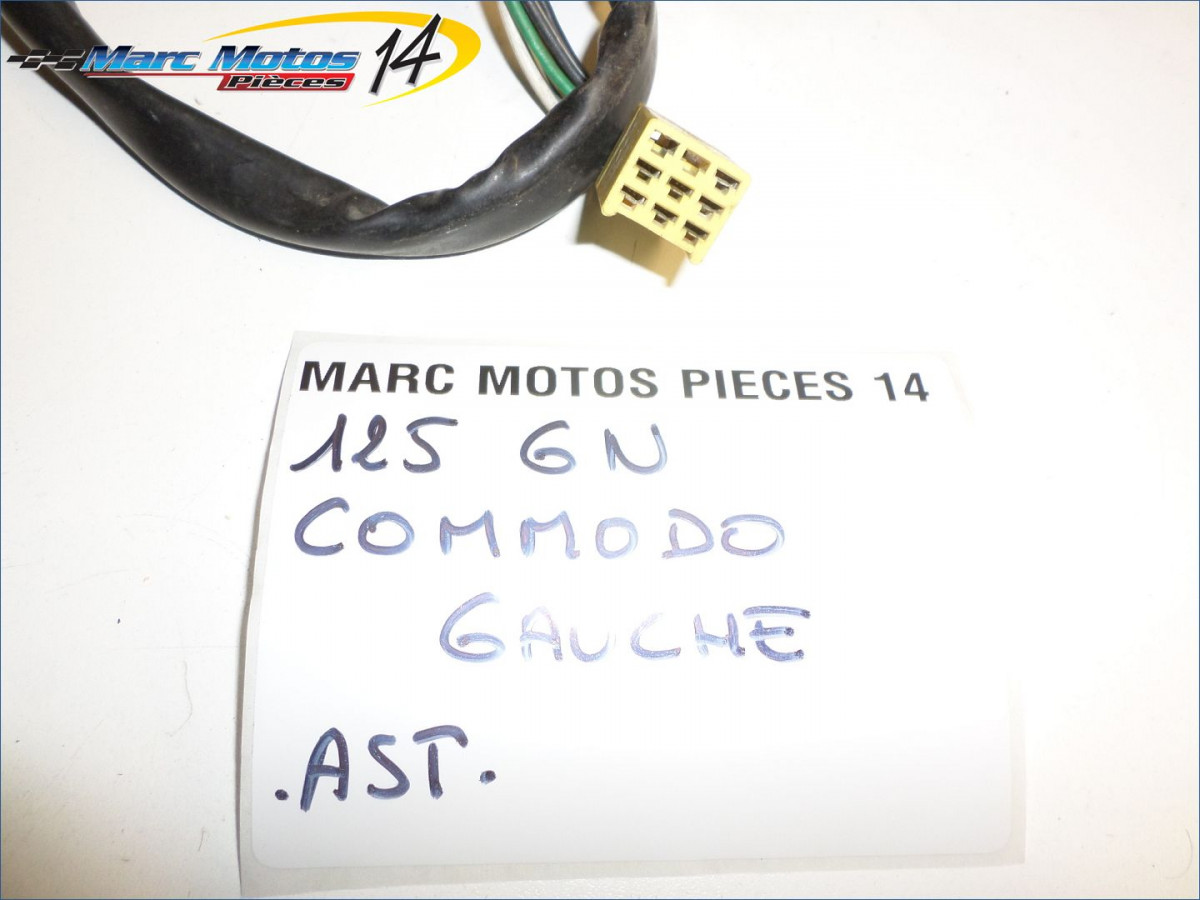 Marc Motos 14
Pièces
MARC MOTOS PIECES 14
125 GN
COMMODO
GAUCHE
.AST.